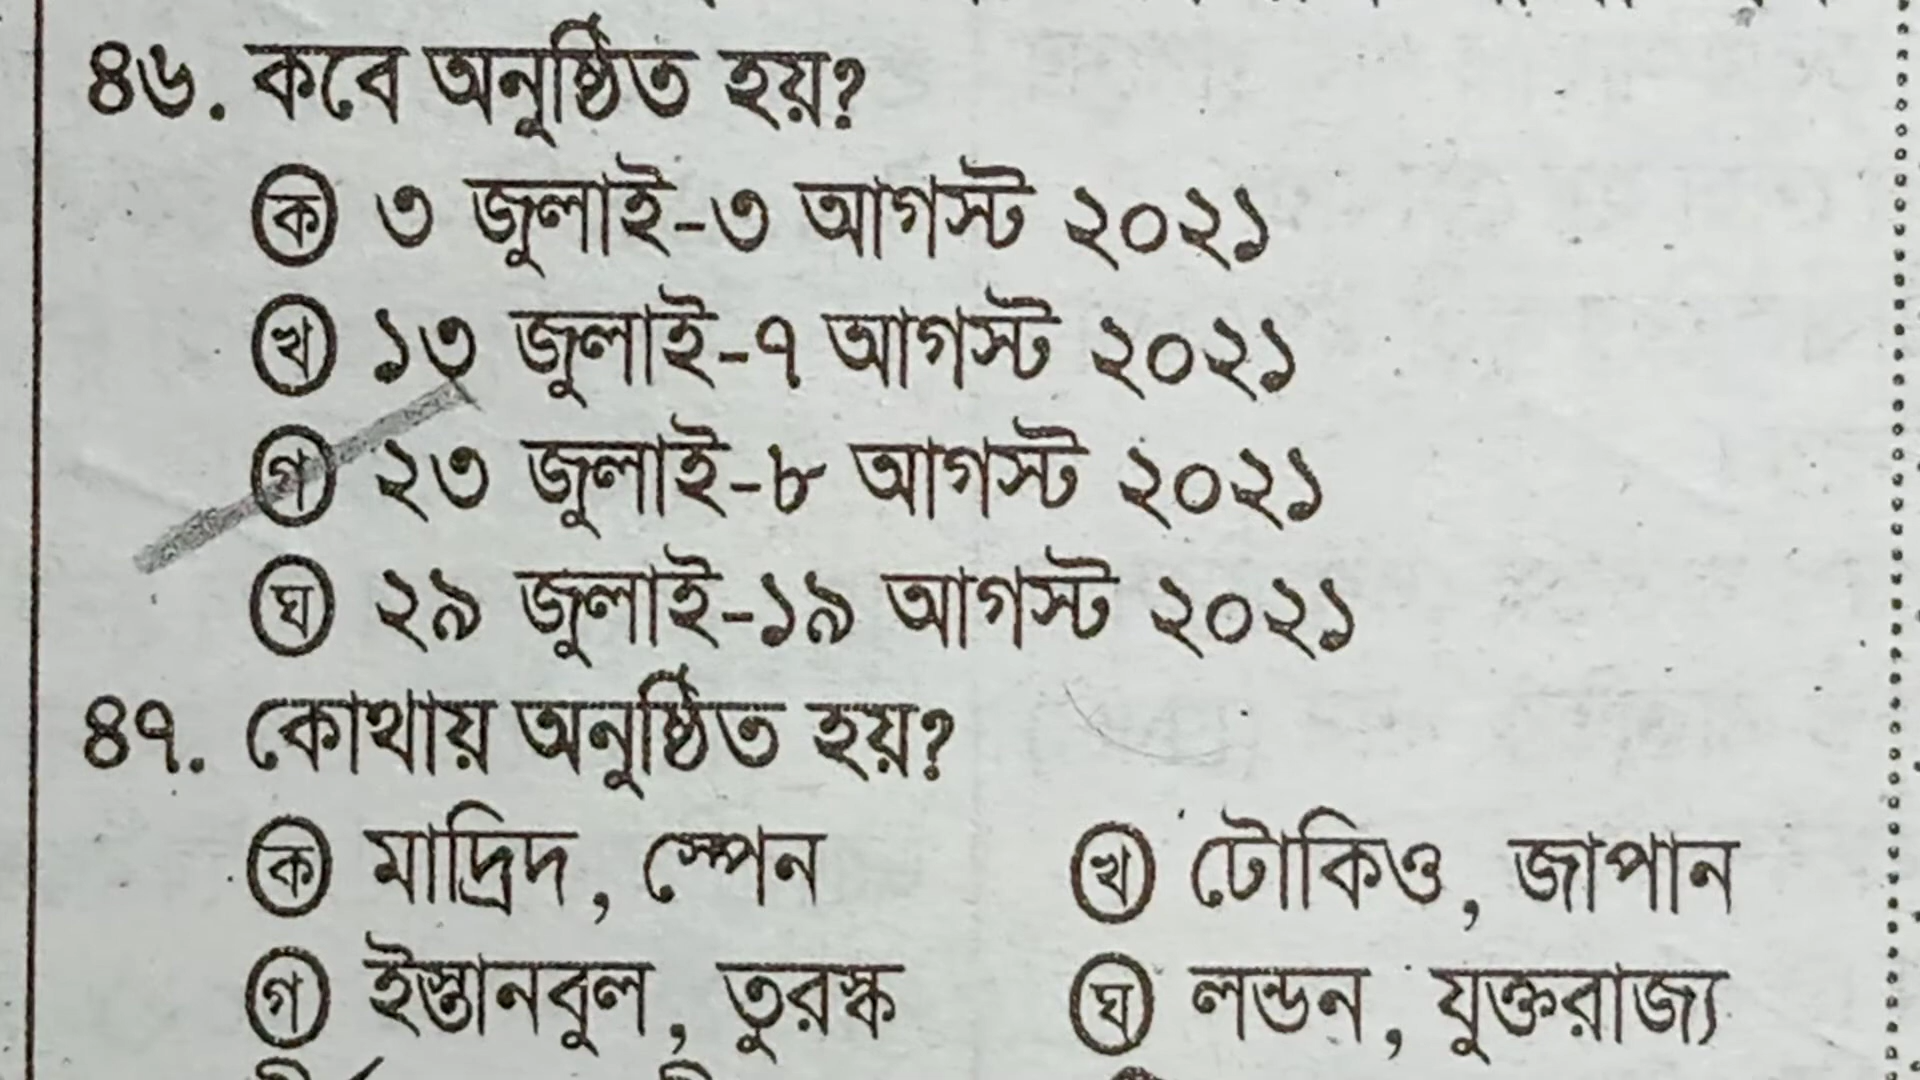 ৪৬. কবে অনুষ্ঠিত হয়?
ক ৩ জুলাই-৩ আগস্ট ২০২১
খ ১৩ জুলাই-৭ আগস্ট ২০২১
গ ২৩ জুলাই-৮ আগস্ট ২০২১
ঘ ২৯ জুলাই-১৯ আগস্ট ২০২১
৪৭. কোথায় অনুষ্ঠিত হয়?
ক মাদ্রিদ, স্পেন খ টোকিও, জাপান
গ ইস্তানবুল, তুরস্ক ঘ লন্ডন, যুক্তরাজ্য